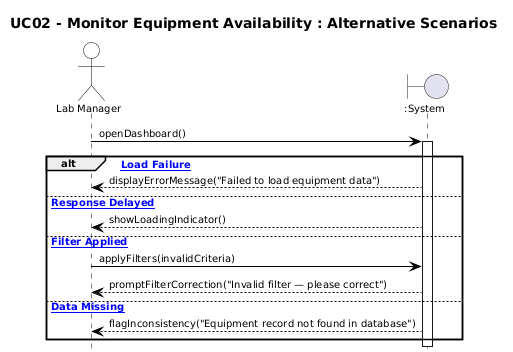 UC02 - Monitor Equipment Availability : Alternative Scenarios
Lab Manager
:System
openDashboard()
alt
Load Failure
displayErrorMessage("Failed to load equipment data")
Response Delayed
showLoadingIndicator()
Filter Applied
applyFilters(invalidCriteria)
promptFilterCorrection("Invalid filter — please correct")
Data Missing
flagInconsistency("Equipment record not found in database")